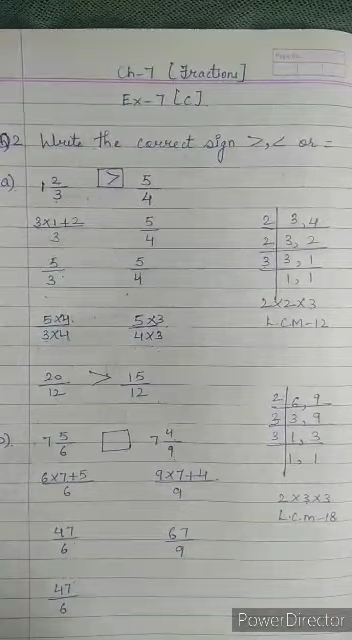 Page No.
Ch-7 [Fractions]
Ex-7 [C]
Q2 Write the correct sign >, < or =
a) 1 2/3 [>] 5/4
3×1+2/3 5/4
5/3 5/4
5×4/3×4 5×3/4×3
20/12 > 15/12
2 | 3, 4
2 | 3, 2
3 | 3, 1
1, 1
2×2×3
L.C.M-12
b). 7 5/6 □ 7 4/9
6×7+5/6 9×7+4/9
47/6 67/9
47/6
2 | 6, 9
3 | 3, 9
3 | 1, 3
1, 1
2×3×3
L.C.M-18
PowerDirector